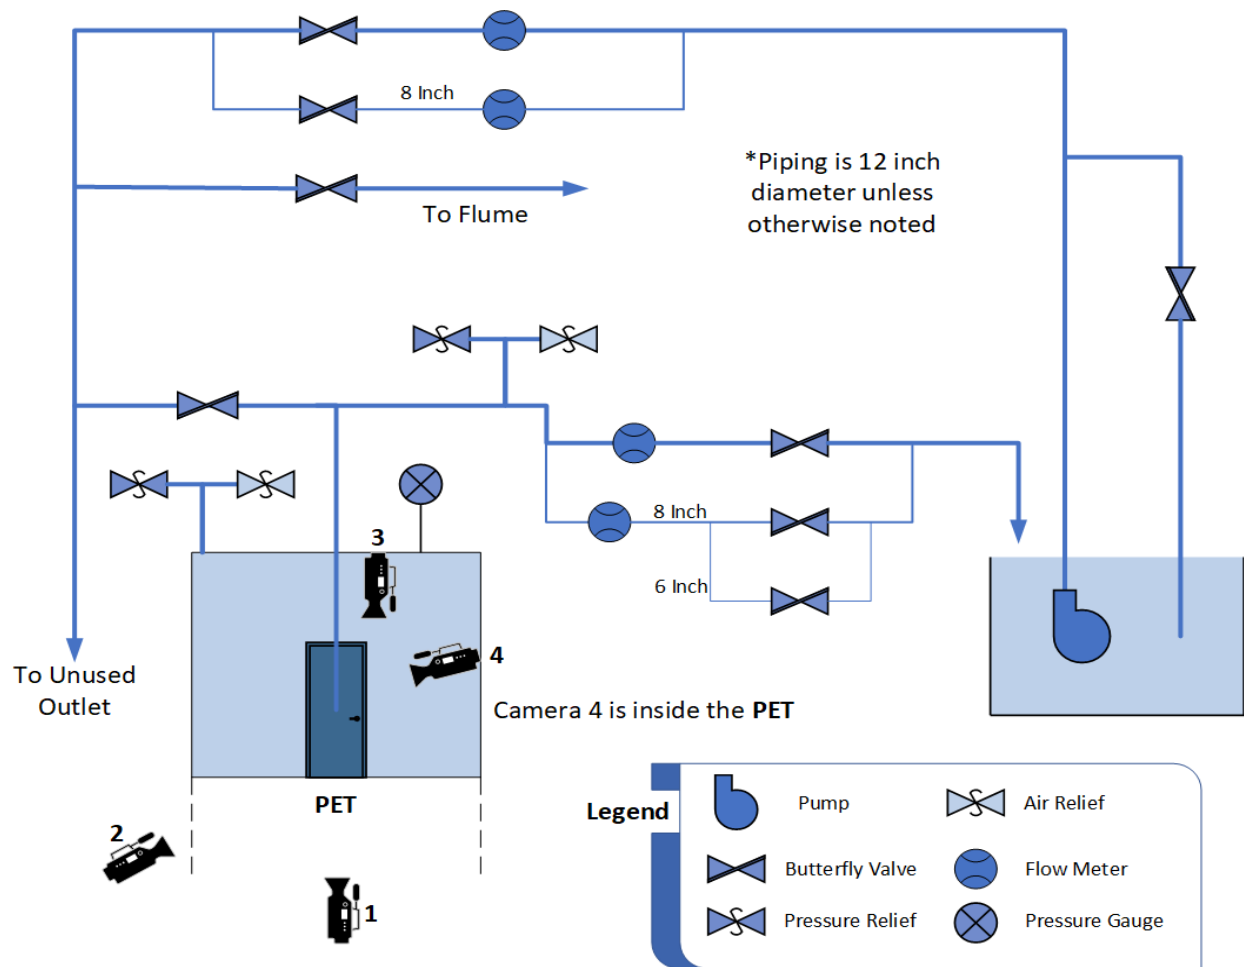 8 Inch
*Piping is 12 inch
diameter unless
otherwise noted
To Flume
3
8 Inch
6 Inch
4
To Unused
Outlet
Camera 4 is inside the PET
PET
2
1
Legend
Pump
Air Relief
Butterfly Valve
Flow Meter
Pressure Relief
Pressure Gauge